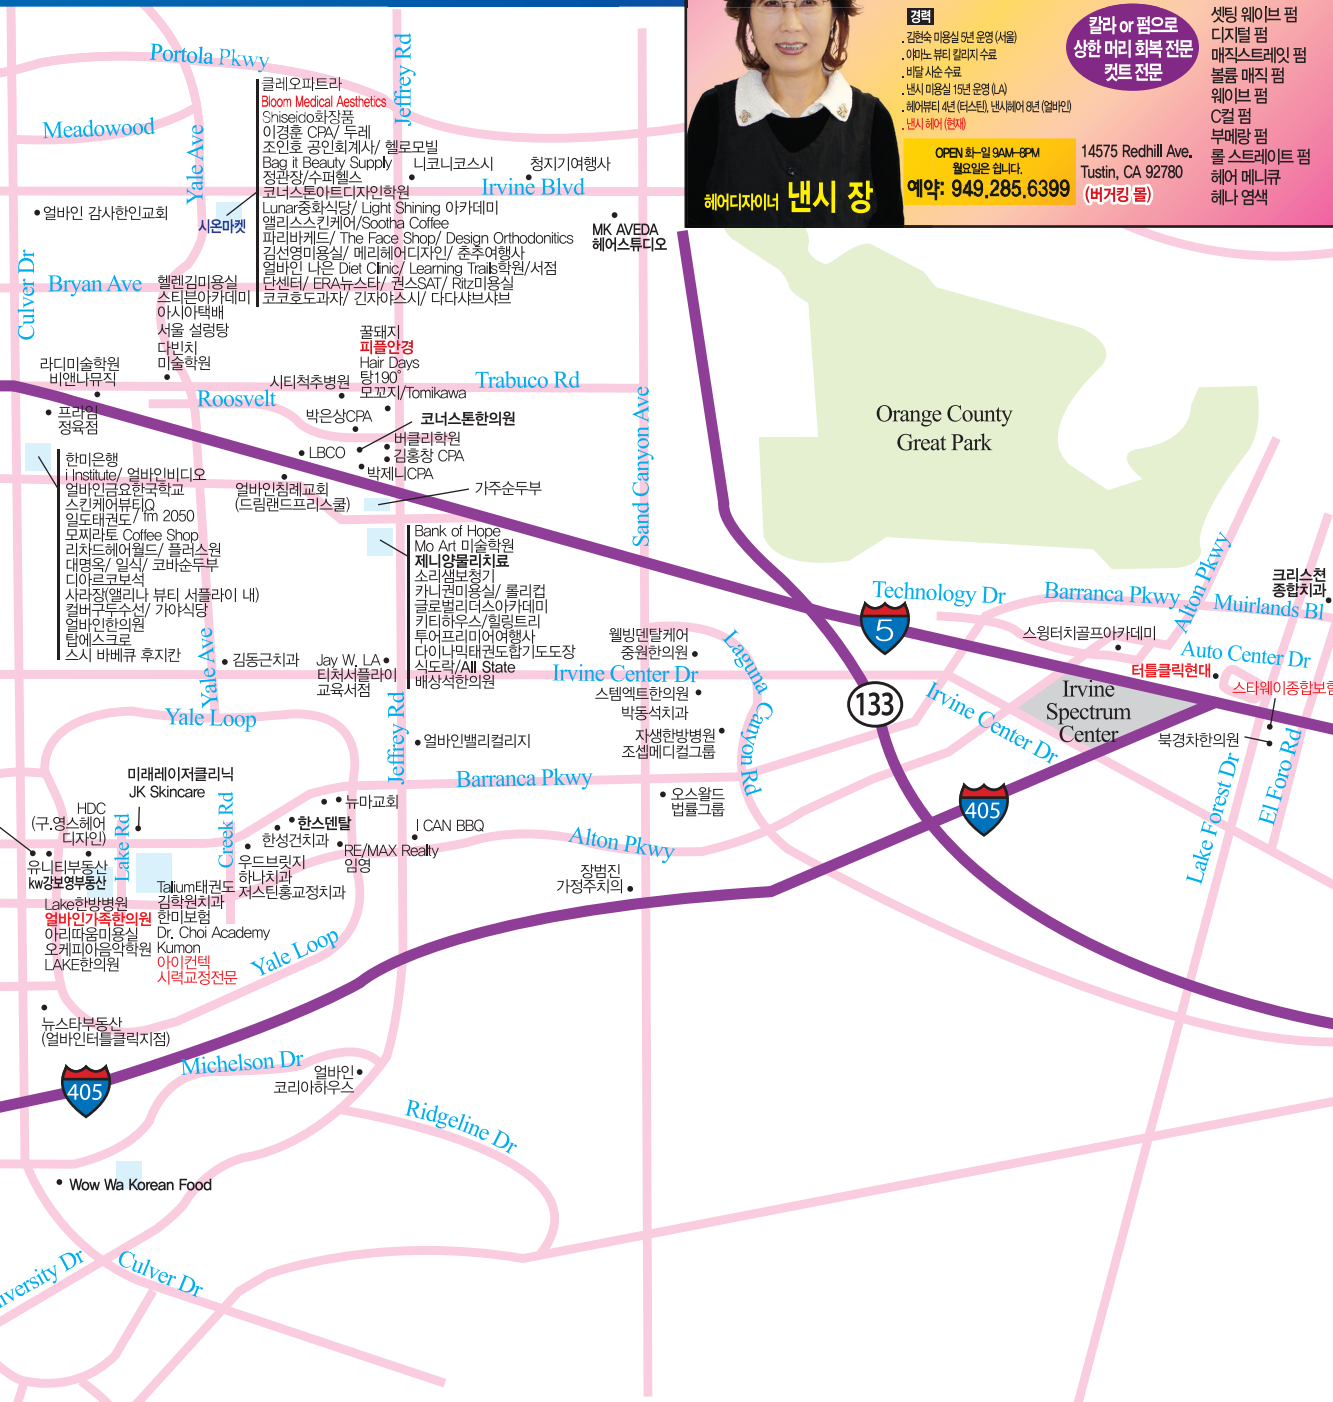 경력
. 김현숙 미용실 5년 운영 (서울)
. 야마노 뷰티 칼리지 수료
. 비달 사순 수료
. 낸시 미용실 15년 운영 (LA)
. 헤어뷰티 4년 (터스틴), 낸시헤어 8년 (얼바인)
. 낸시 헤어 (현재)
칼라 or 펌으로
상한 머리 회복 전문
컷트 전문
셋팅 웨이브 펌
디지털 펌
매직스트레잇 펌
볼륨 매직 펌
웨이브 펌
C컬 펌
부메랑 펌
롤 스트레이트 펌
헤어 메니큐
헤나 염색
OPEN 화-일 9AM-8PM
월요일은 쉽니다.
예약: 949.285.6399
14575 Redhill Ave.
Tustin, CA 92780
(버거킹 몰)
헤어디자이너 낸시 장
Portola Pkwy
Jeffrey Rd
Meadowood
Yale Ave
Irvine Blvd
Culver Dr
Bryan Ave
클레오파트라
Bloom Medical Aesthetics
Shiseido화장품
이경훈 CPA/ 두레
조인호 공인회계사/ 헬로모빌
Bag it Beauty Supply
정관장/수퍼헬스
코너스톤아트디자인학원
Lunar중화식당/ Light Shining 아카데미
앨리스스킨케어/Sootha Coffee
파리바게드/ The Face Shop/ Design Orthodonitics
김선영미용실/ 메리헤어디자인/ 춘추여행사
얼바인 나은 Diet Clinic/ Learning Trails학원/서점
단센터/ ERA뉴스타/ 권스SAT/ Ritz미용실
코코호도과자/ 긴자야스시/ 다다샤브샤브
니코니코스시
청지기여행사
얼바인 감사한인교회
시온마켓
MK AVEDA
헤어스튜디오
헬렌김미용실
스티븐아카데미
아시아택배
서울 설렁탕
다빈치
미술학원
라디미술학원
비앤나뮤직
프라임
정육점
꿀돼지
피플안경
Hair Days
탕190°
모꼬지/Tomikawa
시티척추병원
Trabuco Rd
Roosvelt
박은상CPA
코너스톤한의원
LBCO
버클리학원
김홍창 CPA
박제니CPA
얼바인침례교회
(드림랜드프리스쿨)
가주순두부
Sand Canyon Ave
Orange County
Great Park
한미은행
i Institute/ 얼바인비디오
얼바인금요한국학교
스킨케어뷰티Q
일도태권도/ fm 2050
모찌라토 Coffee Shop
리차드헤어월드/ 플러스원
대명옥/ 일식/ 코바순두부
디아르코보석
사라장(앨리나 뷰티 서플라이 내)
컬버구두수선/ 가야식당
얼바인한의원
탑에스크로
스시 바베큐 후지칸
Bank of Hope
Mo Art 미술학원
제니양물리치료
소리샘보청기
카니권미용실/ 롤리컵
글로벌리더스아카데미
키티하우스/힐링트리
투어프리미어여행사
다이나믹태권도합기도도장
식도락/All State
배상석한의원
Yale Ave
김동근치과
Jay W. LA
티처서플라이
교육서점
웰빙덴탈케어
중원한의원
Irvine Center Dr
스템엑트한의원
박동석치과
자생한방병원
조셉메디컬그룹
Laguna Canyon Rd
Technology Dr
5
133
Barranca Pkwy
Alton Pkwy
크리스천
종합치과
Muirlands Bl
스윙터치골프아카데미
Auto Center Dr
터틀클릭현대
스타웨이종합보험
Irvine Center Dr
Irvine
Spectrum
Center
북경차한의원
El Foro Rd
Lake Forest Dr
405
Yale Loop
Jeffrey Rd
얼바인밸리컬리지
Barranca Pkwy
오스왈드
법률그룹
Alton Pkwy
장범진
가정주치의
미래레이저클리닉
JK Skincare
HDC
(구.영스헤어
디자인)
Lake Rd
Creek Rd
뉴마교회
한스덴탈
한성건치과
I CAN BBQ
RE/MAX Realty
임영
우드브릿지
하나치과
저스틴홍교정치과
유니티부동산
kw강보영부동산
Lake한방병원
얼바인가족한의원
아리따움미용실
오케피아음악학원
LAKE한의원
Talium태권도
김학원치과
한미보험
Dr. Choi Academy
Kumon
아이컨텍
시력교정전문
Yale Loop
뉴스타부동산
(얼바인터틀클릭지점)
405
Michelson Dr
얼바인
코리아하우스
Ridgeline Dr
Wow Wa Korean Food
iversity Dr
Culver Dr